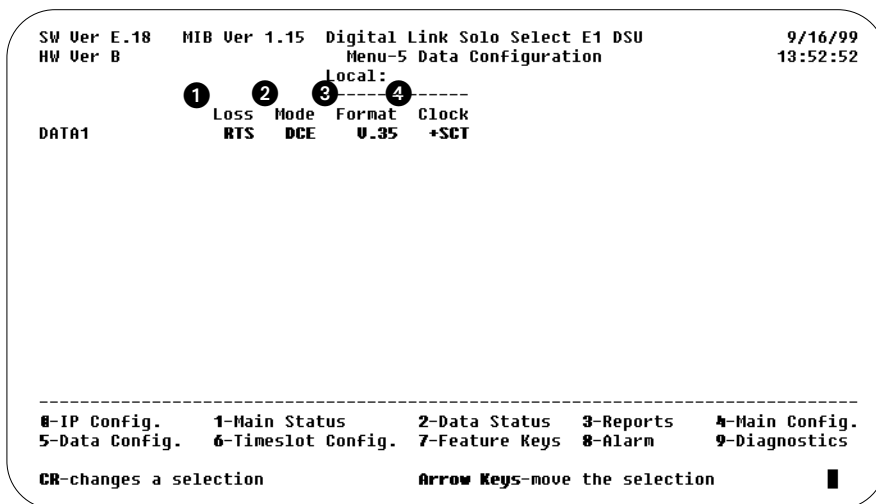 SW Ver E.18 MIB Ver 1.15 Digital Link Solo Select E1 DSU 9/16/99
HW Ver B Menu-5 Data Configuration 13:52:52
Local:
1 2 3 4 ------------------
Loss Mode Format Clock
DATA1 RTS DCE V.35 +SCT
--------------------------------------------------------------------------------
0-IP Config. 1-Main Status 2-Data Status 3-Reports 4-Main Config.
5-Data Config. 6-Timeslot Config. 7-Feature Keys 8-Alarm 9-Diagnostics
CR-changes a selection Arrow Keys-move the selection